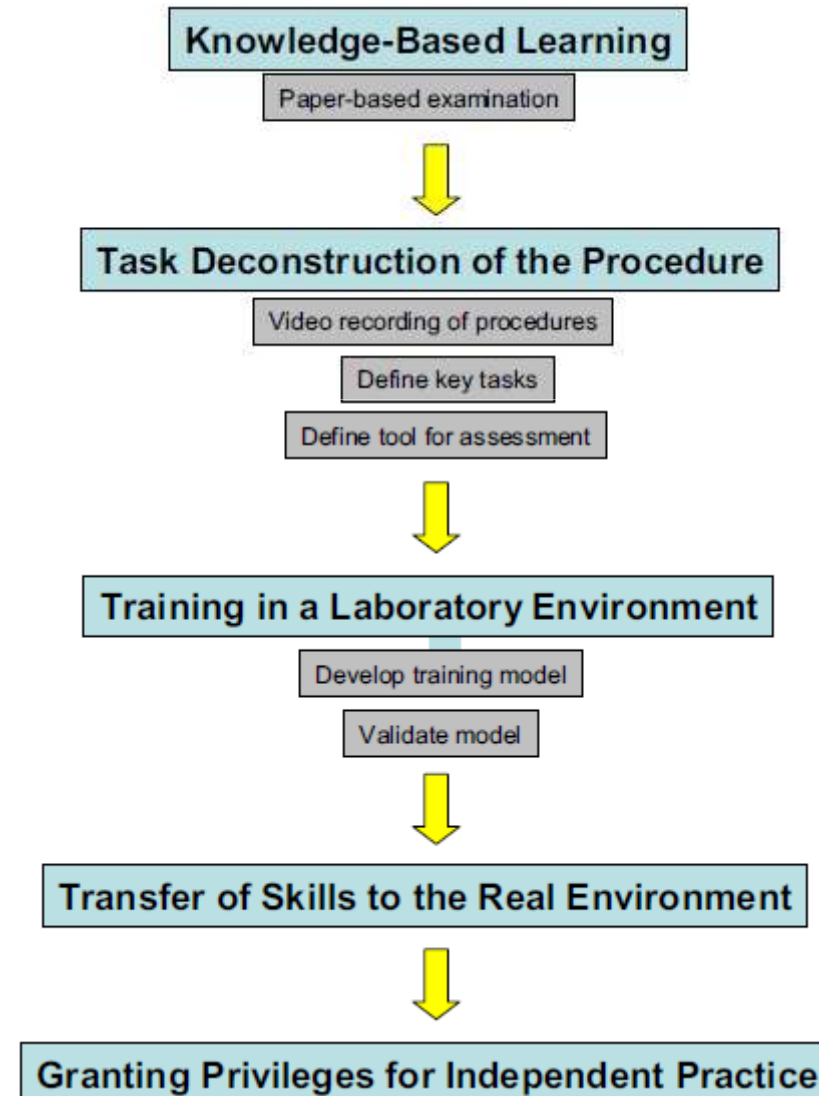 Knowledge-Based Learning
Paper-based examination
Task Deconstruction of the Procedure
Video recording of procedures
Define key tasks
Define tool for assessment
Training in a Laboratory Environment
Develop training model
Validate model
Transfer of Skills to the Real Environment
Granting Privileges for Independent Practice